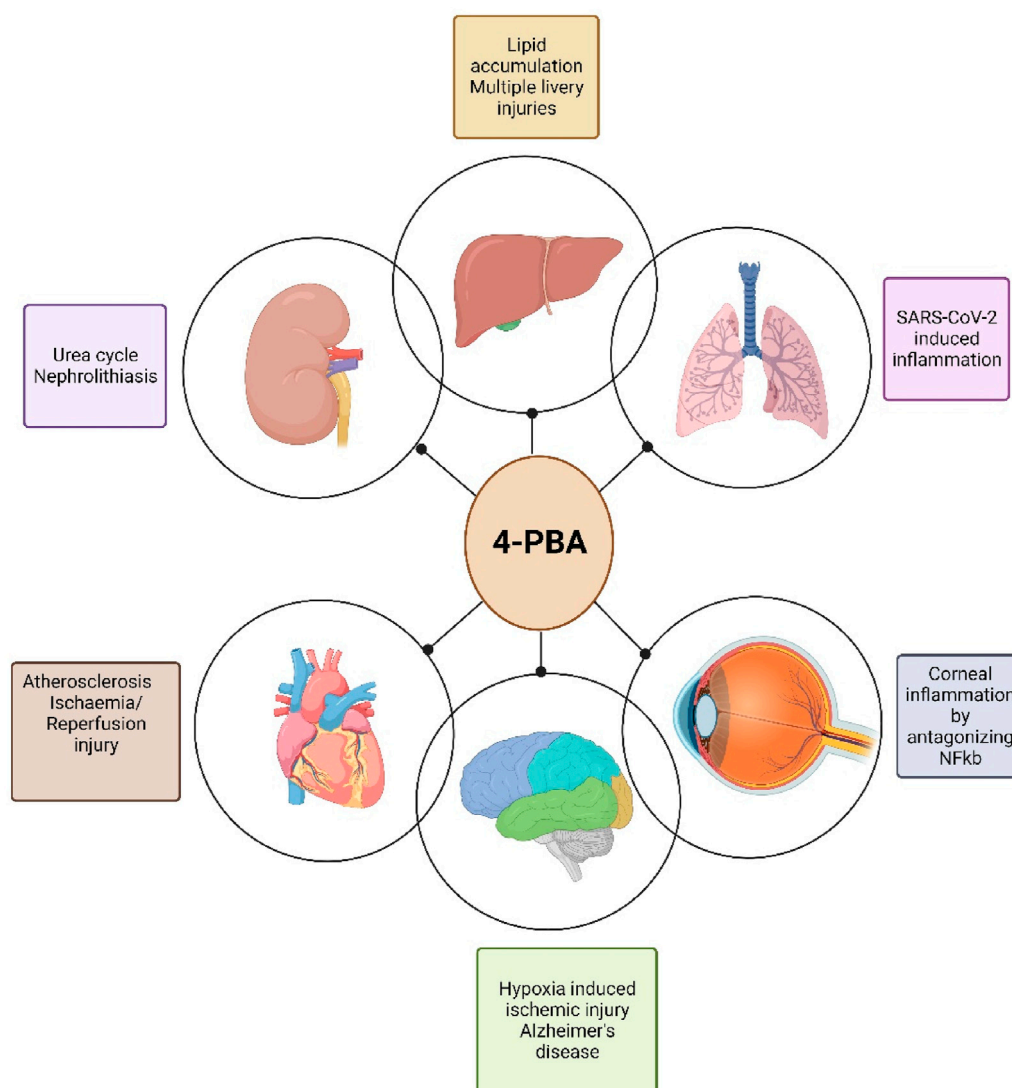 Lipid
accumulation
Multiple livery
injuries
Urea cycle
Nephrolithiasis
SARS-CoV-2
induced
inflammation
4-PBA
Atherosclerosis
Ischaemia/
Reperfusion
injury
Corneal
inflammation
by
antagonizing
NFkb
Hypoxia induced
ischemic injury
Alzheimer's
disease